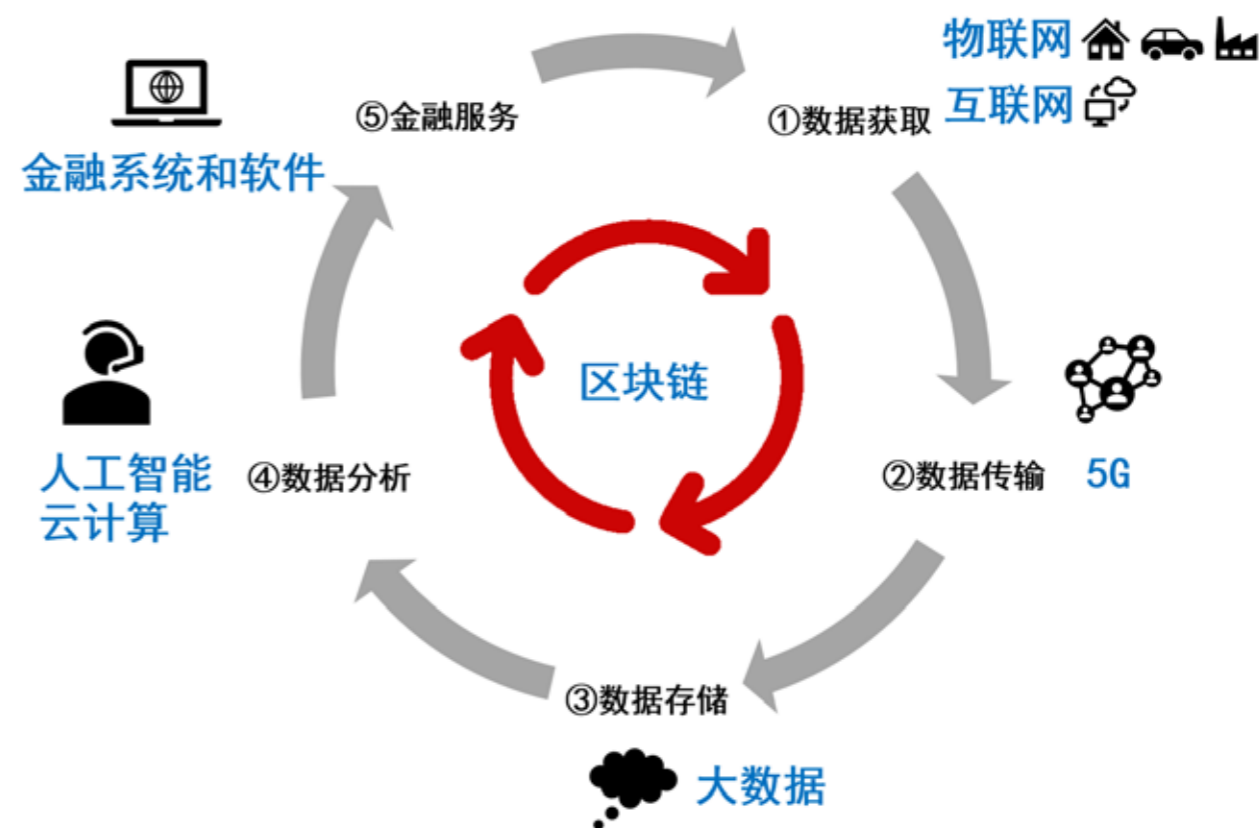 物联网
互联网
⑤金融服务
①数据获取
金融系统和软件
区块链
人工智能
云计算
④数据分析
②数据传输
5G
③数据存储
大数据